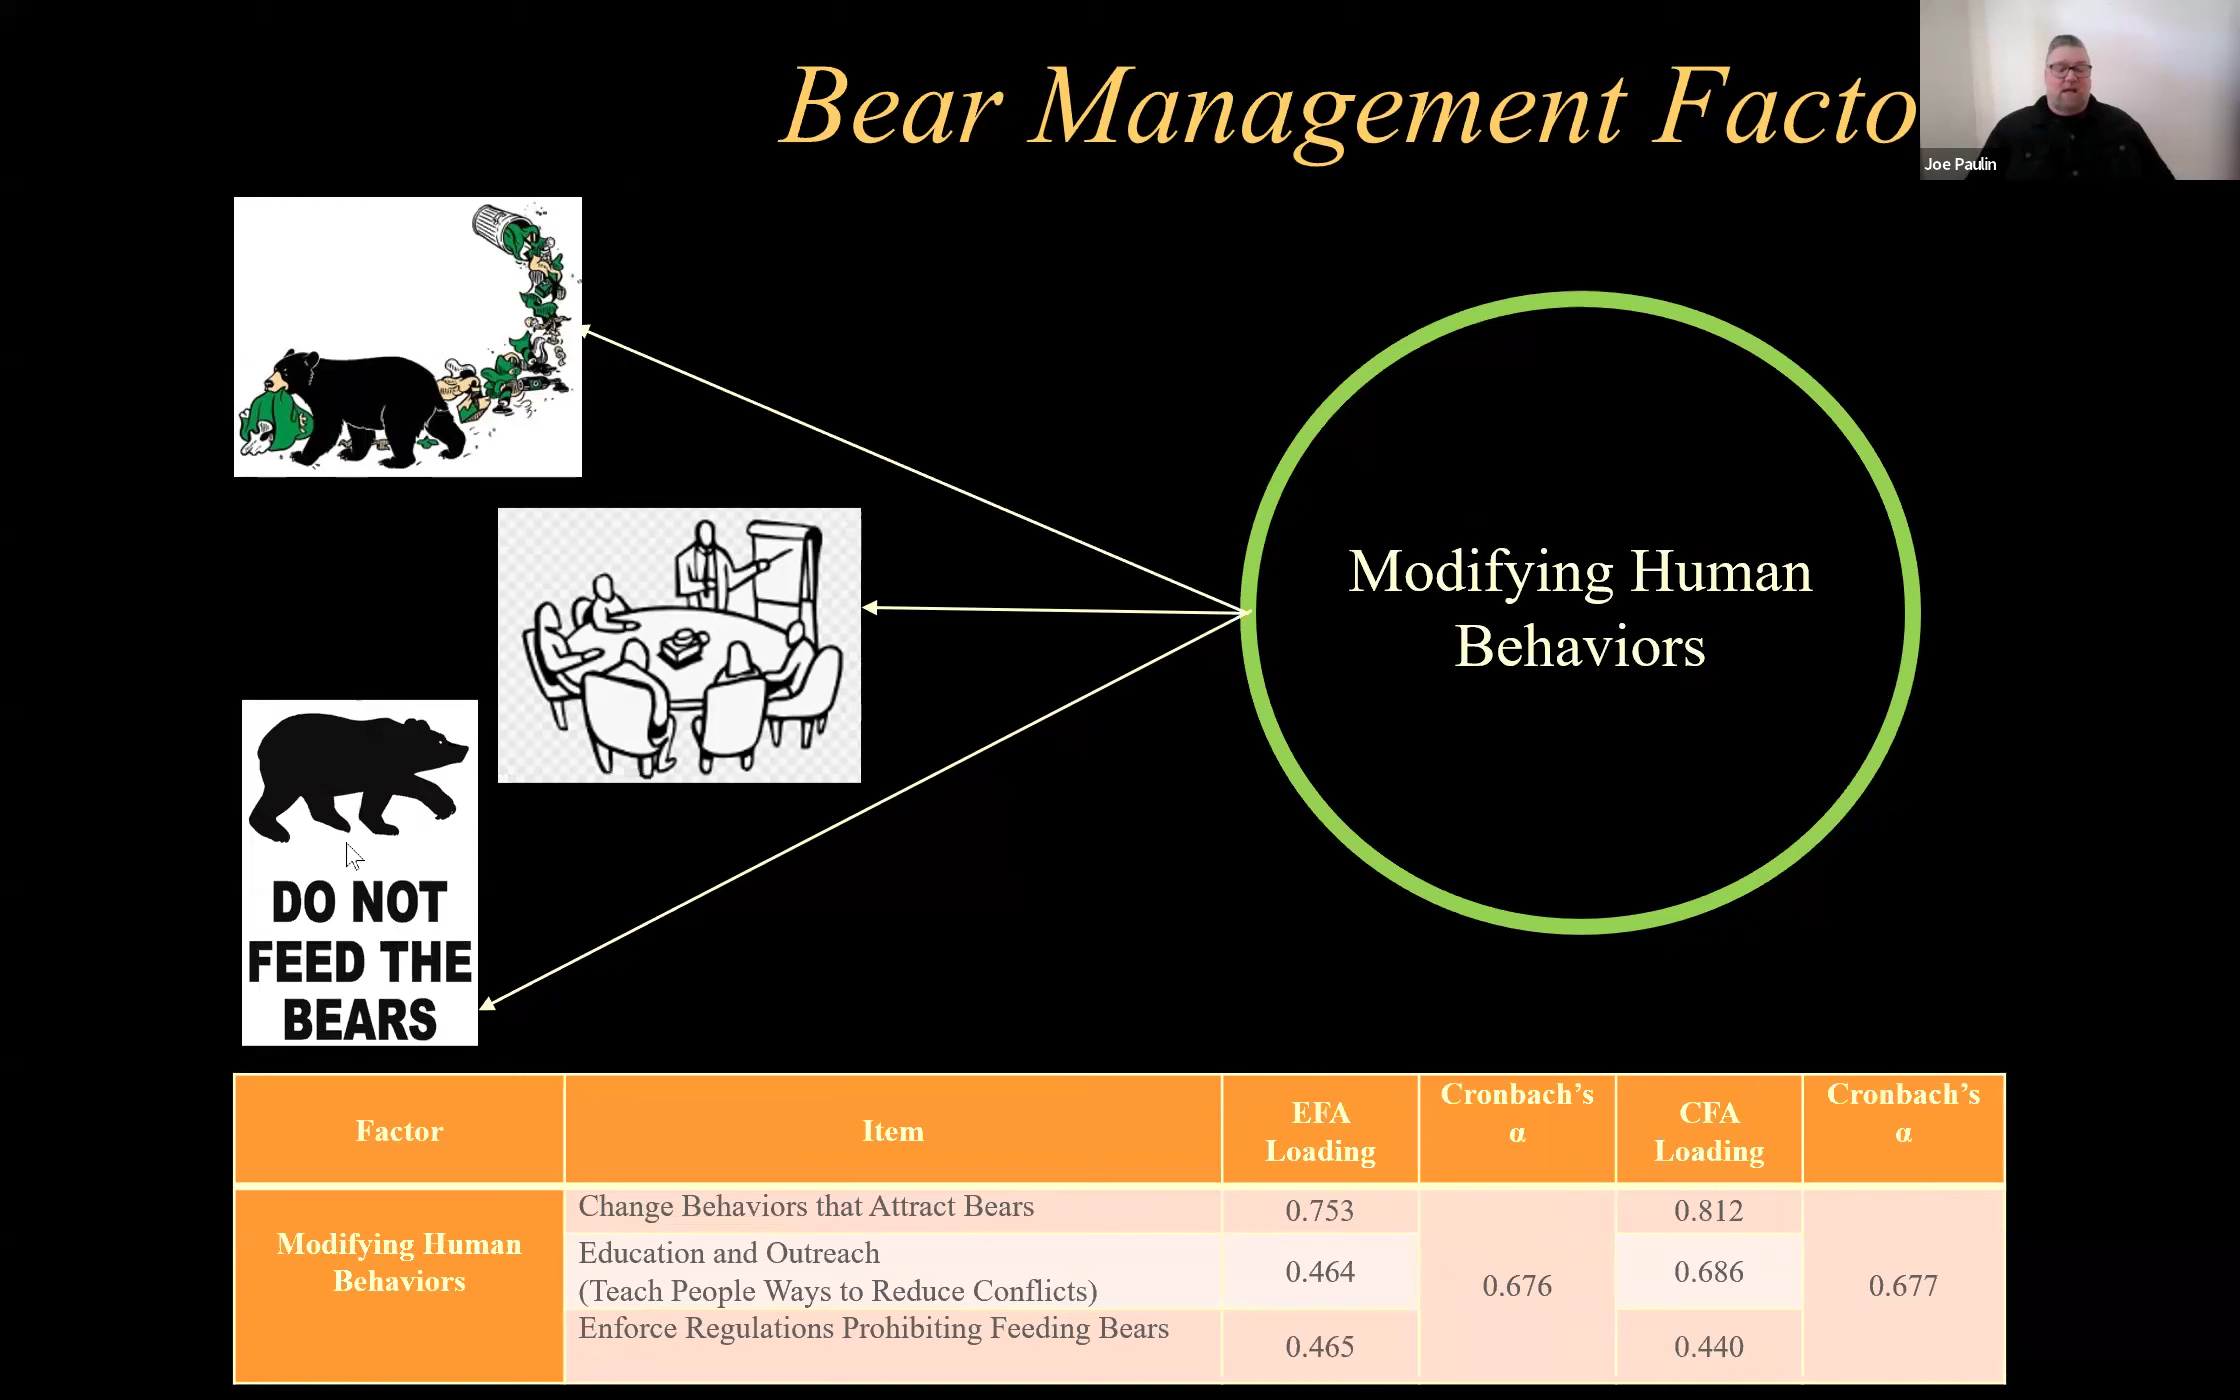 Bear Management Facto
Joe Paulin
Modifying Human
Behaviors
DO NOT
FEED THE
BEARS
Factor
Item
EFA
Loading
Cronbach’s
α
CFA
Loading
Cronbach’s
α
Modifying Human
Behaviors
Change Behaviors that Attract Bears
0.753
0.812
Education and Outreach
(Teach People Ways to Reduce Conflicts)
0.464
0.676
0.686
0.677
Enforce Regulations Prohibiting Feeding Bears
0.465
0.440